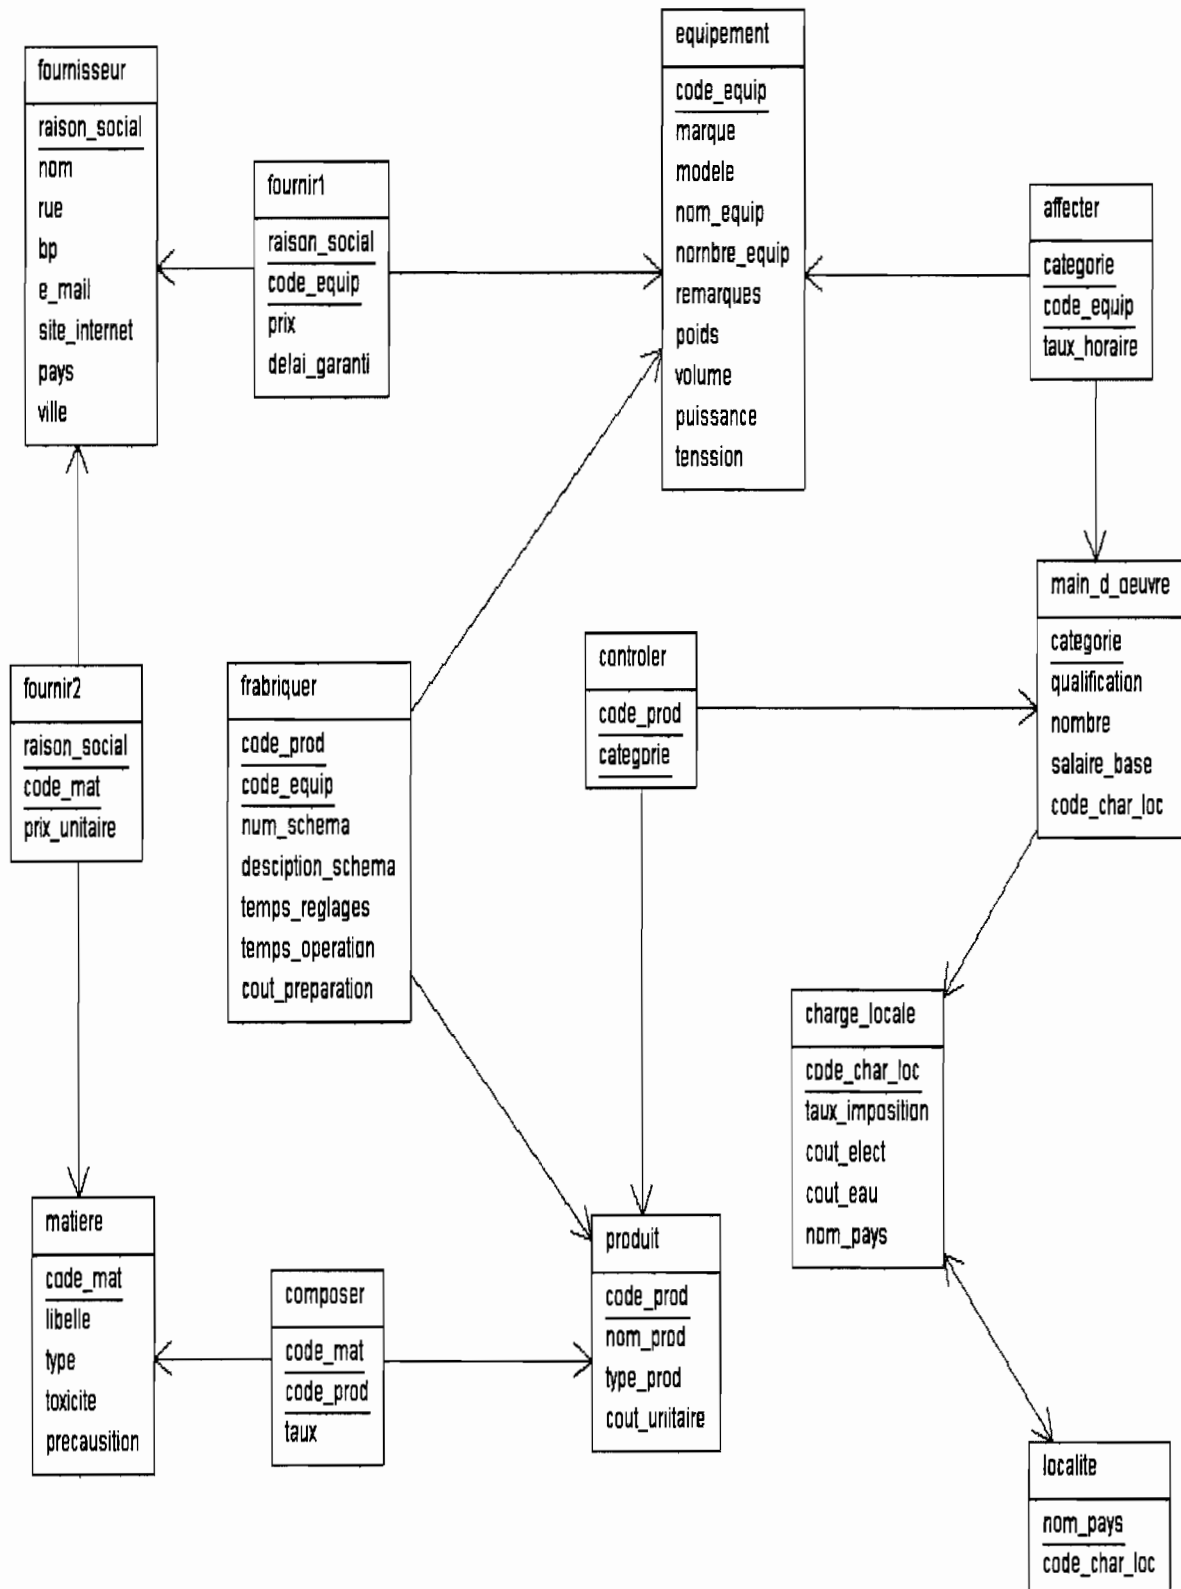 fournisseur
raison_social
nom
rue
bp
e_mail
site_internet
pays
ville
fournir1
raison_social
code_equip
prix
delai_garanti
equipement
code_equip
marque
modele
nom_equip
nombre_equip
remarques
poids
volume
puissance
tenssion
affecter
categorie
code_equip
taux_horaire
main_d_oeuvre
categorie
qualification
nombre
salaire_base
code_char_loc
fournir2
raison_social
code_mat
prix_unitaire
frabriquer
code_prod
code_equip
num_schema
desciption_schema
temps_reglages
temps_operation
cout_preparation
controler
code_prod
categorie
charge_locale
code_char_loc
taux_imposition
cout_elect
cout_eau
nom_pays
matiere
code_mat
libelle
type
toxicite
precausition
composer
code_mat
code_prod
taux
produit
code_prod
nom_prod
type_prod
cout_unitaire
localite
nom_pays
code_char_loc